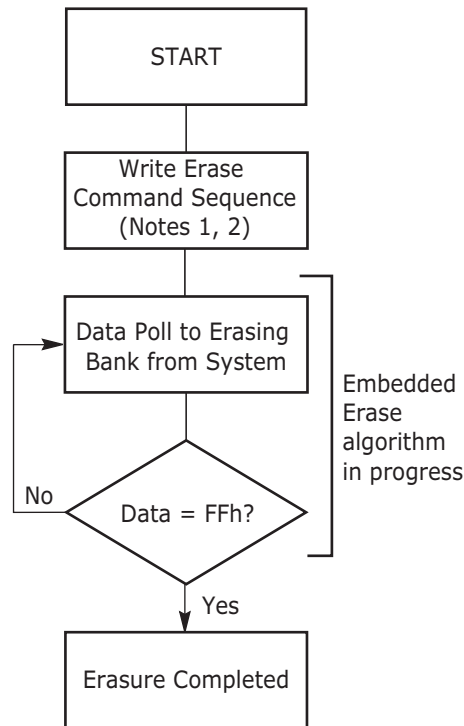 START
Write Erase
Command Sequence
(Notes 1, 2)
Data Poll to Erasing
Bank from System
Embedded
Erase
algorithm
in progress
No
Data = FFh?
Yes
Erasure Completed